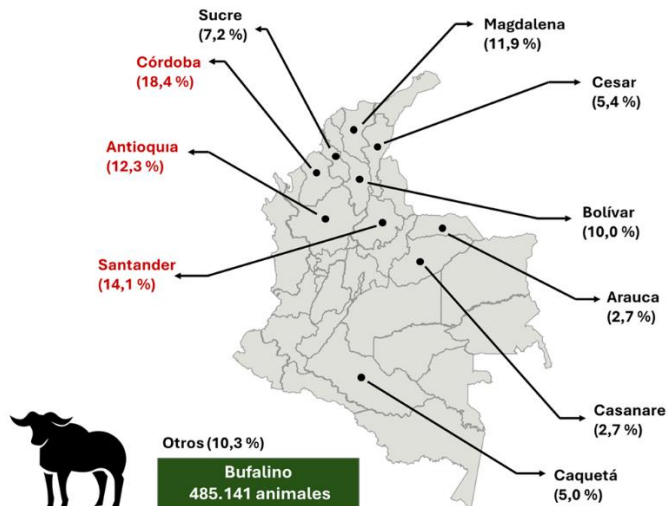 Sucre
(7,2 %)
Magdalena
(11,9 %)
Córdoba
(18,4 %)
Cesar
(5,4 %)
Antioquia
(12,3 %)
Bolívar
(10,0 %)
Santander
(14,1 %)
Arauca
(2,7 %)
Casanare
(2,7 %)
Otros (10,3 %)
Bufalino
485.141 animales
Caquetá
(5,0 %)